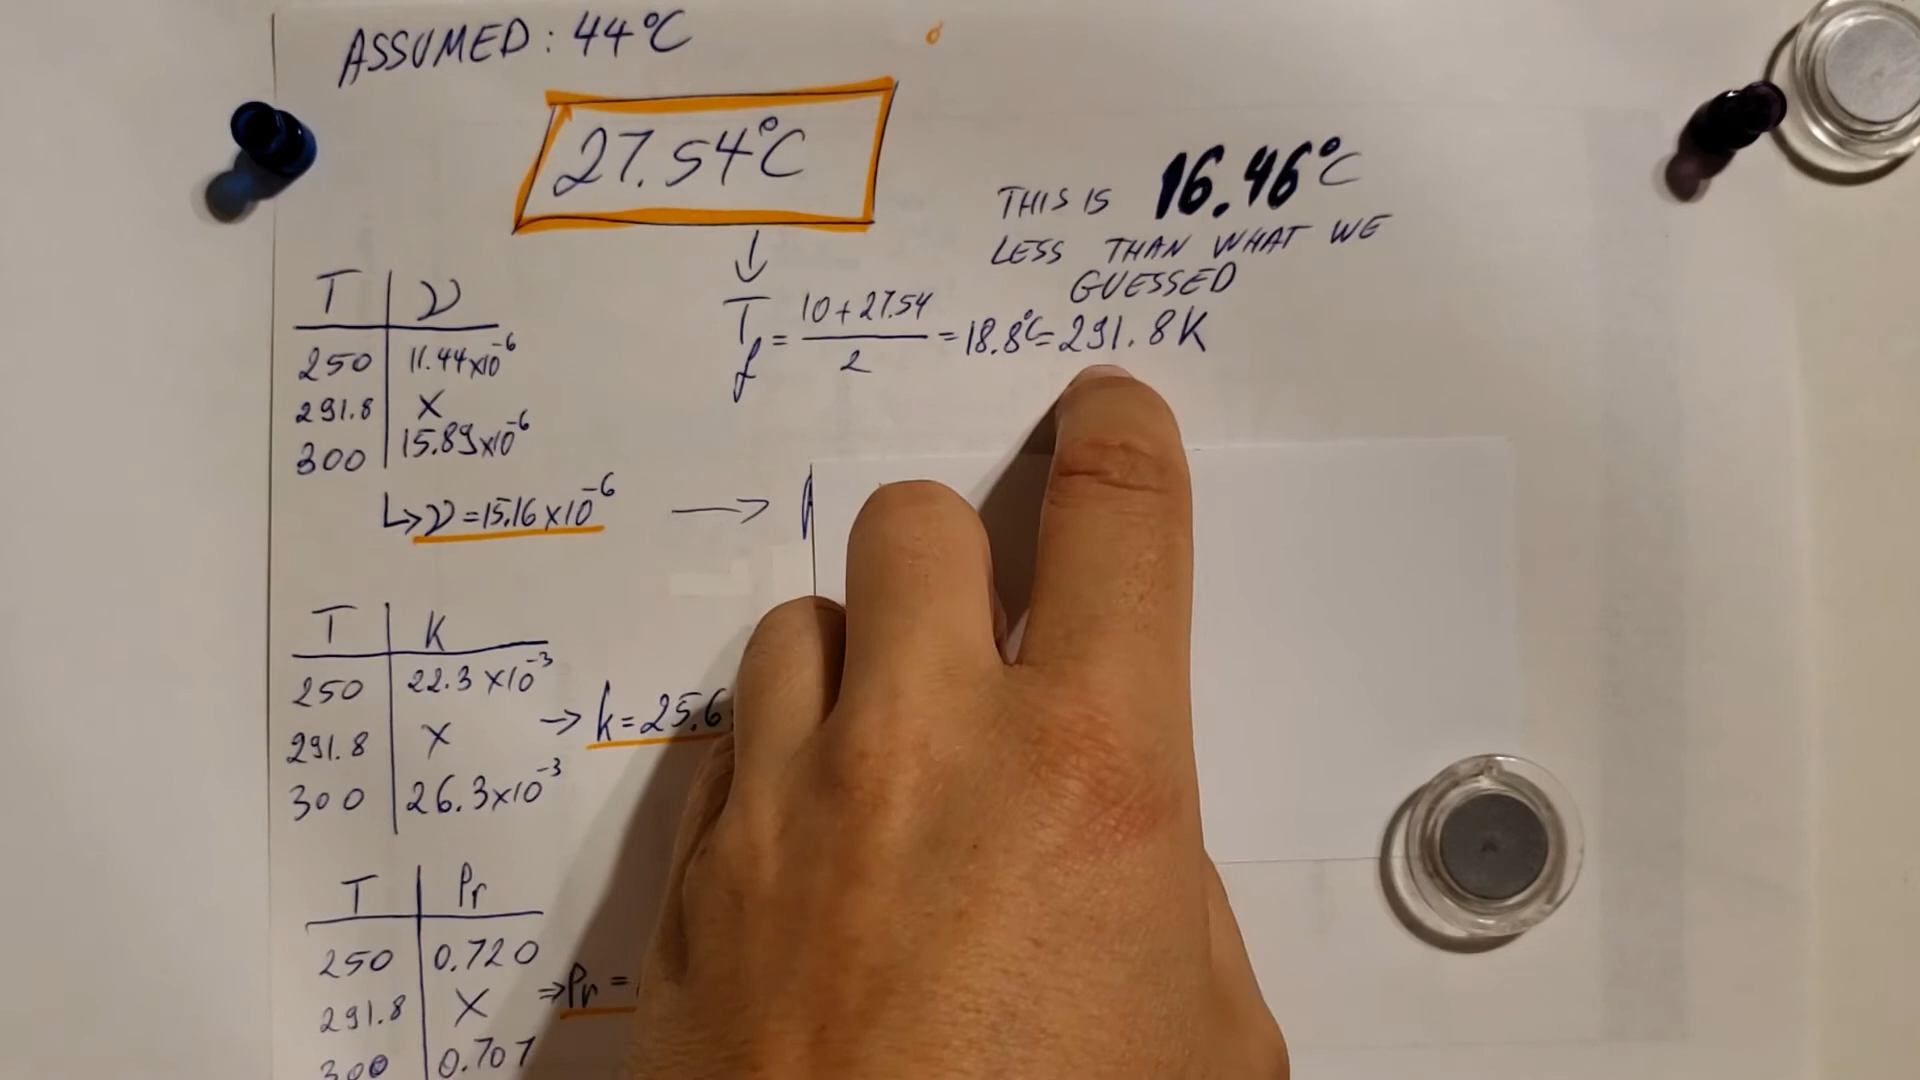 ASSUMED: 44°C
27.54°C
THIS IS 16.46°C
LESS THAN WHAT WE
GUESSED
↓
T_f = (10+27.54)/2 = 18.8°C = 291.8K
T | ν
250 | 11.44×10⁻⁶
291.8 | X
300 | 15.89×10⁻⁶
↳ ν=15.16×10⁻⁶ →
T | K
250 | 22.3×10⁻³
291.8 | X → k=25.6
300 | 26.3×10⁻³
T | Pr
250 | 0.720
291.8 | X ⇒ Pr =
300 | 0.707